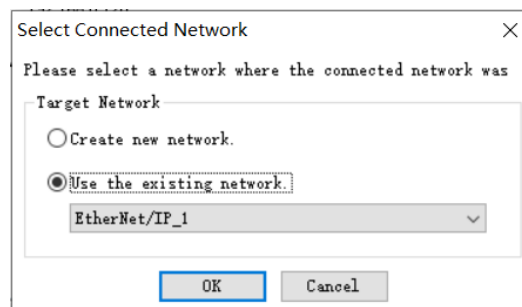 Select Connected Network
Please select a network where the connected network was
Target Network
Create new network.
Use the existing network.
EtherNet/IP_1
OK
Cancel